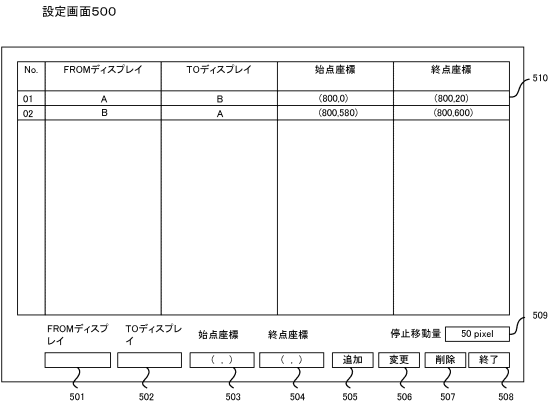 設定画面500
No. FROMディスプレイ TOディスプレイ 始点座標 終点座標
510
01 A B (800,0) (800,20)
02 B A (800,580) (800,600)
509
FROMディスプ
レイ
TOディスプレ
イ
始点座標 終点座標 停止移動量 50 pixel
( , ) ( , ) 追加 変更 削除 終了
501 502 503 504 505 506 507 508